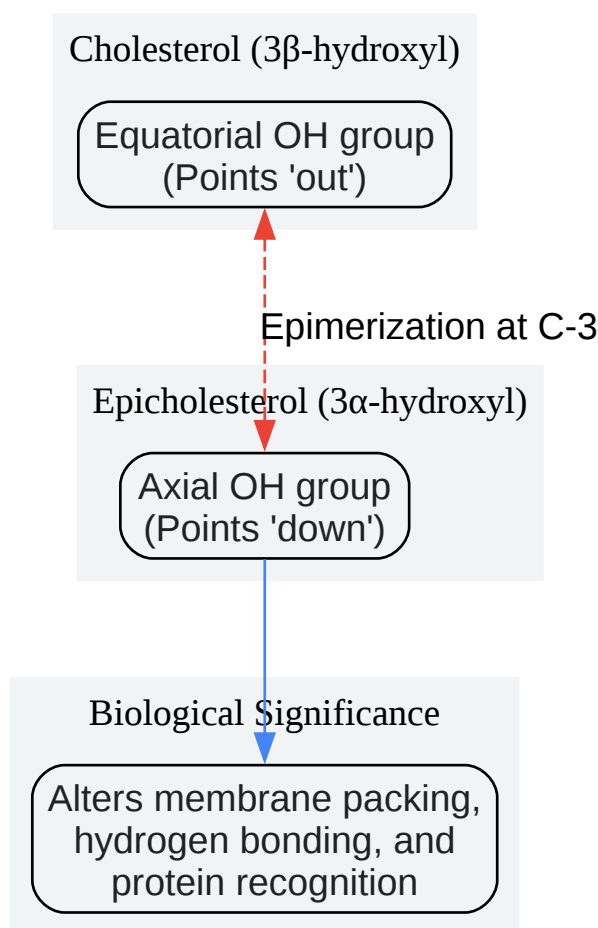 Cholesterol (3β-hydroxyl)
Equatorial OH group
(Points 'out')
Epimerization at C-3
Epicholesterol (3α-hydroxyl)
Axial OH group
(Points 'down')
Biological Significance
Alters membrane packing,
hydrogen bonding, and
protein recognition